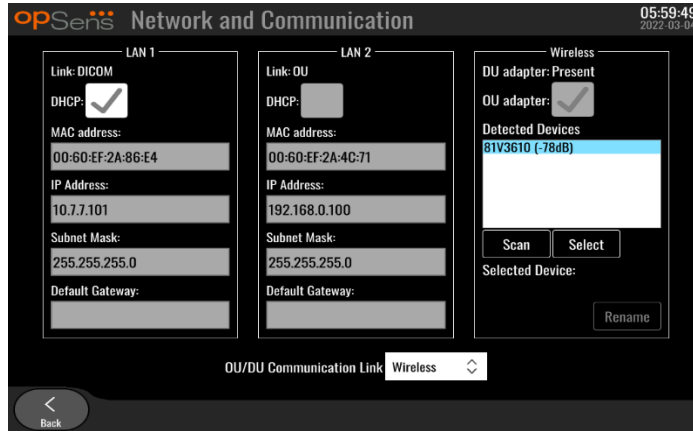 opSens Network and Communication
05:59:49
2022-03-04
LAN 1
Link: DICOM
DHCP:
MAC address:
00:60:EF:2A:86:E4
IP Address:
10.7.7.101
Subnet Mask:
255.255.255.0
Default Gateway:
LAN 2
Link: OU
DHCP:
MAC address:
00:60:EF:2A:4C:71
IP Address:
192.168.0.100
Subnet Mask:
255.255.255.0
Default Gateway:
Wireless
DU adapter: Present
OU adapter:
Detected Devices
81V3610 (-78dB)
Scan Select
Selected Device:
Rename
OU/DU Communication Link Wireless
Back